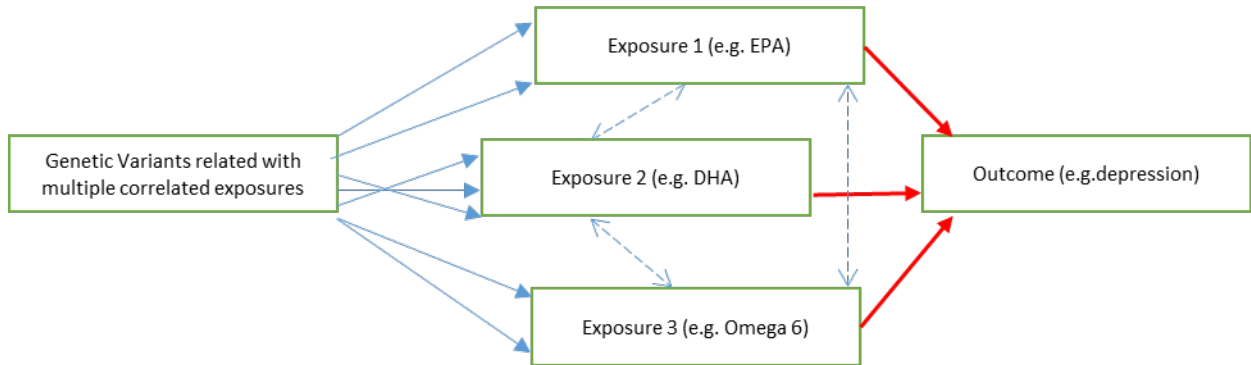 Exposure 1 (e.g. EPA)
Genetic Variants related with
multiple correlated exposures
Exposure 2 (e.g. DHA)
Outcome (e.g.depression)
Exposure 3 (e.g. Omega 6)